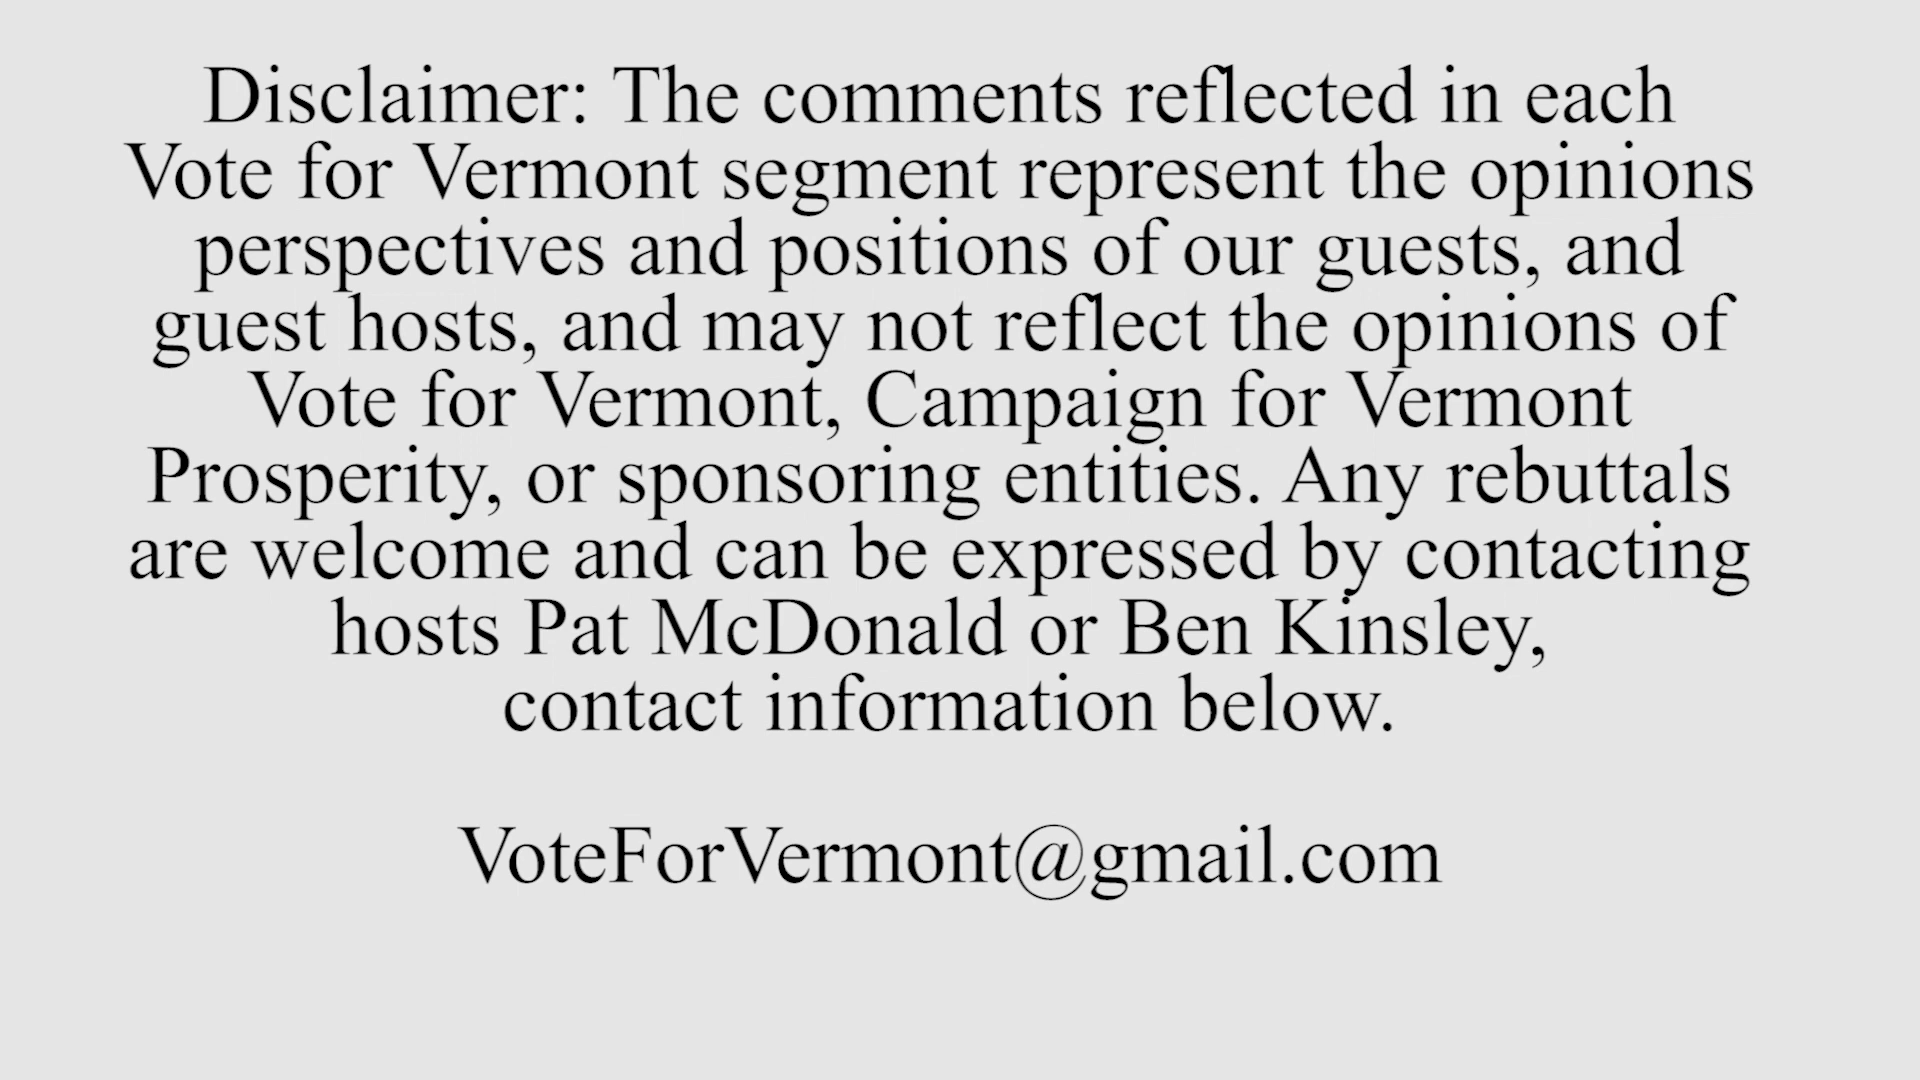 Disclaimer: The comments reflected in each
Vote for Vermont segment represent the opinions
perspectives and positions of our guests, and
guest hosts, and may not reflect the opinions of
Vote for Vermont, Campaign for Vermont
Prosperity, or sponsoring entities. Any rebuttals
are welcome and can be expressed by contacting
hosts Pat McDonald or Ben Kinsley,
contact information below.
VoteForVermont@gmail.com